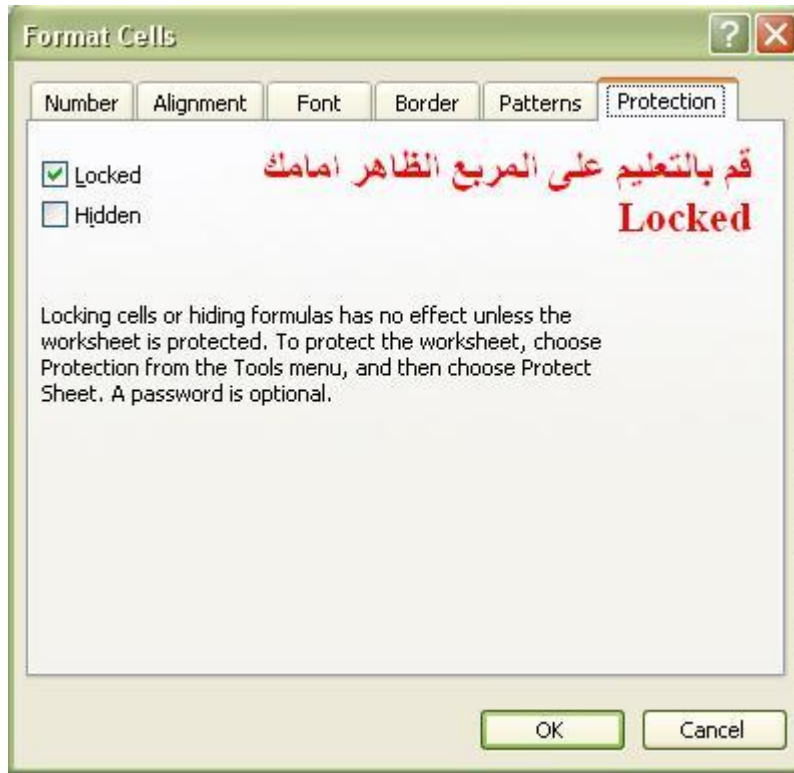 Format Cells
Number Alignment Font Border Patterns Protection
Locked
قم بالتعليم على المربع الظاهر امامك
Hidden
Locked
Locking cells or hiding formulas has no effect unless the
worksheet is protected. To protect the worksheet, choose
Protection from the Tools menu, and then choose Protect
Sheet. A password is optional.
OK Cancel